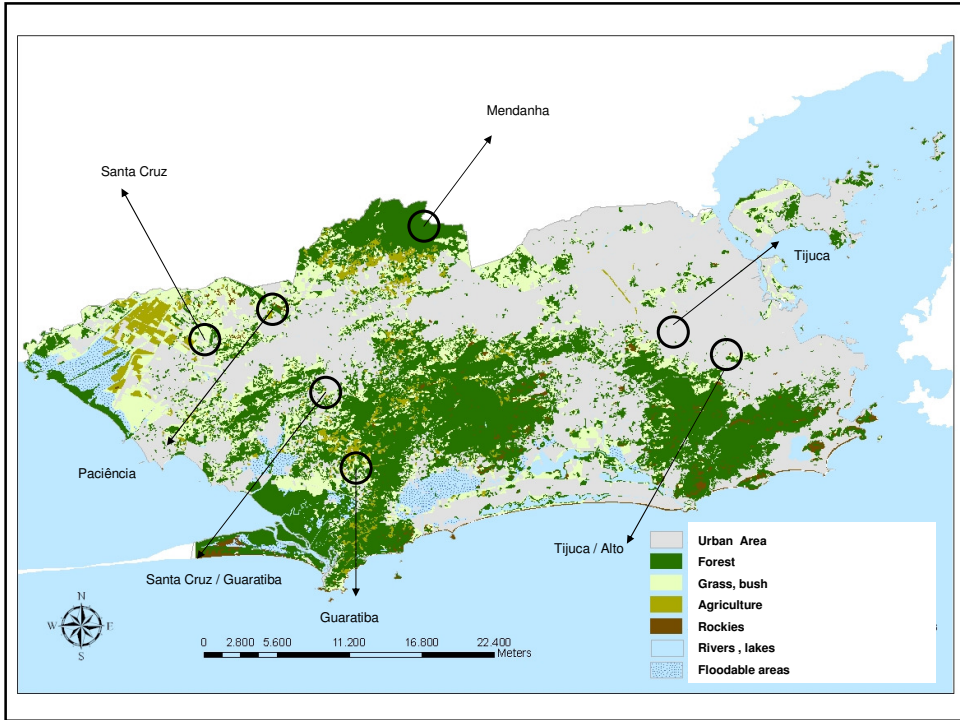 Mendanha
Santa Cruz
Tijuca
Paciência
Tijuca / Alto
Santa Cruz / Guaratiba
Guaratiba
N
W E
S
0 2.800 5.600 11.200 16.800 22.400
Meters
Urban Area
Forest
Grass, bush
Agriculture
Rockies
s
Rivers , lakes
Floodable areas